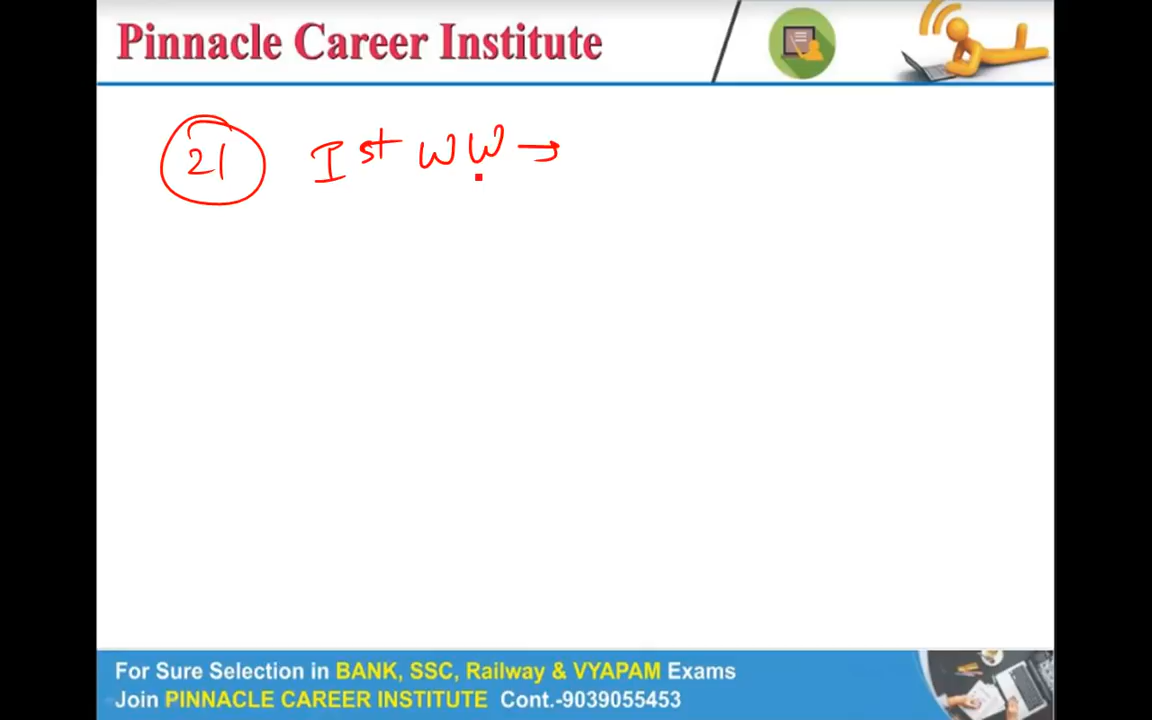 Pinnacle Career Institute
21 Ist WW →
For Sure Selection in BANK, SSC, Railway & VYAPAM Exams
Join PINNACLE CAREER INSTITUTE Cont.-9039055453